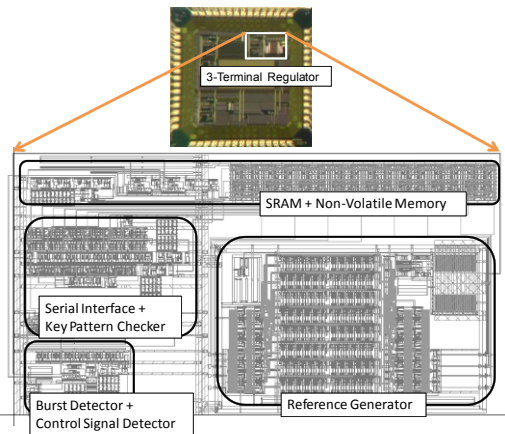 3-Terminal Regulator
SRAM + Non-Volatile Memory
Serial Interface +
Key Pattern Checker
Burst Detector +
Control Signal Detector
Reference Generator